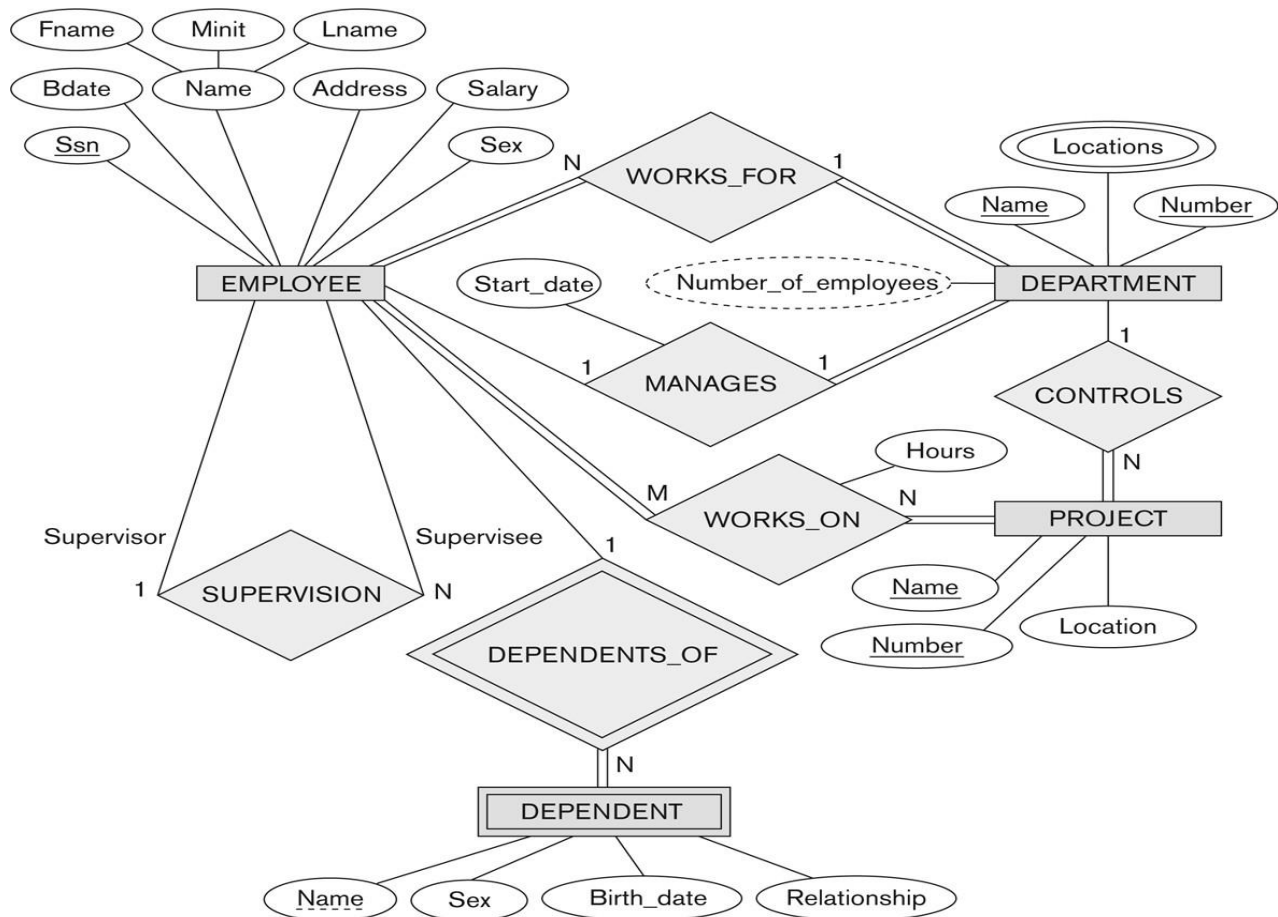 Fname
Minit
Lname
Bdate
Name
Address
Salary
Ssn
Sex
N
WORKS_FOR
1
Locations
Name
Number
EMPLOYEE
Start_date
Number_of_employees
DEPARTMENT
1
MANAGES
1
1
CONTROLS
N
Hours
M
WORKS_ON
N
PROJECT
Supervisor
Supervisee
1
SUPERVISION
N
1
Name
Number
Location
DEPENDENTS_OF
N
DEPENDENT
Name
Sex
Birth_date
Relationship